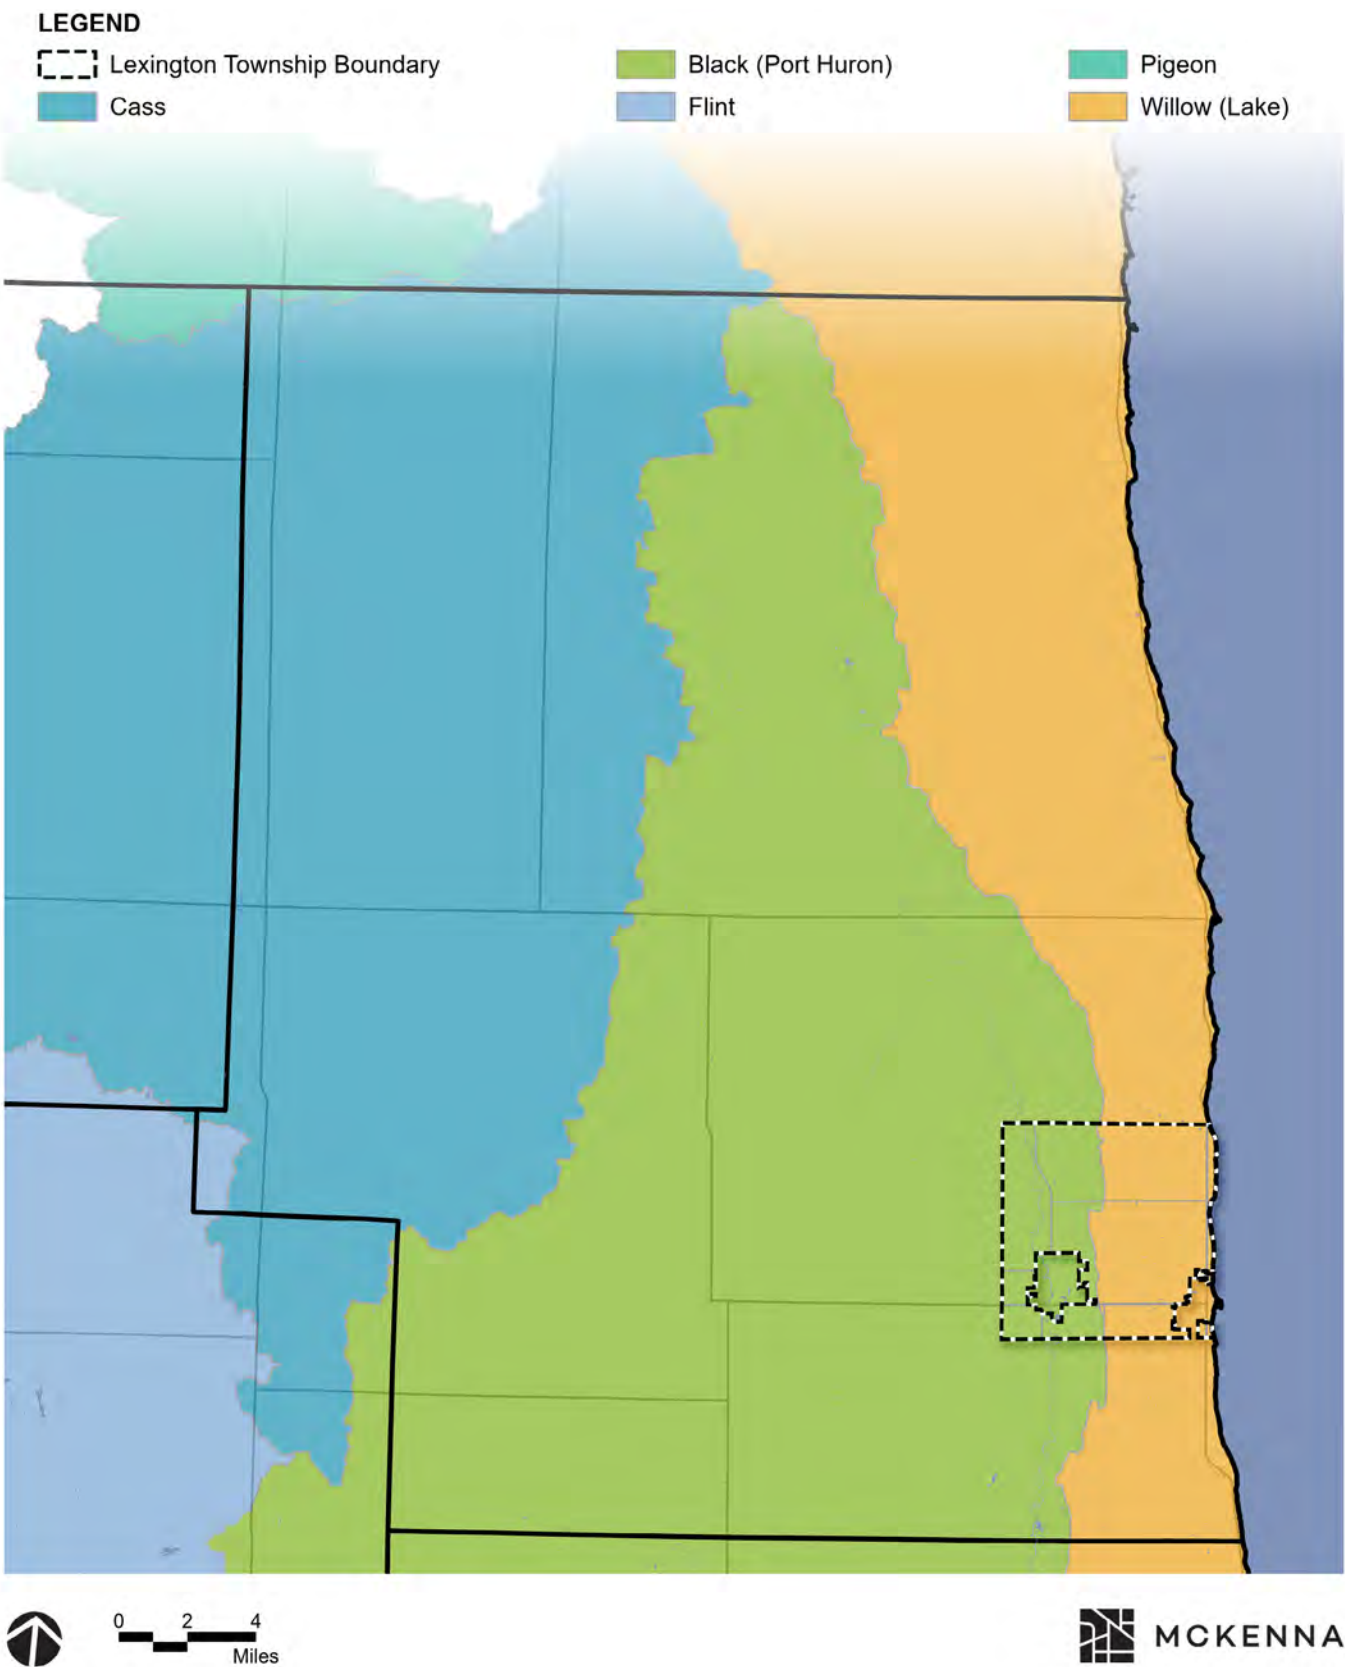 LEGEND
Lexington Township Boundary
Black (Port Huron)
Pigeon
Cass
Flint
Willow (Lake)
0 2 4
Miles
MCKENNA